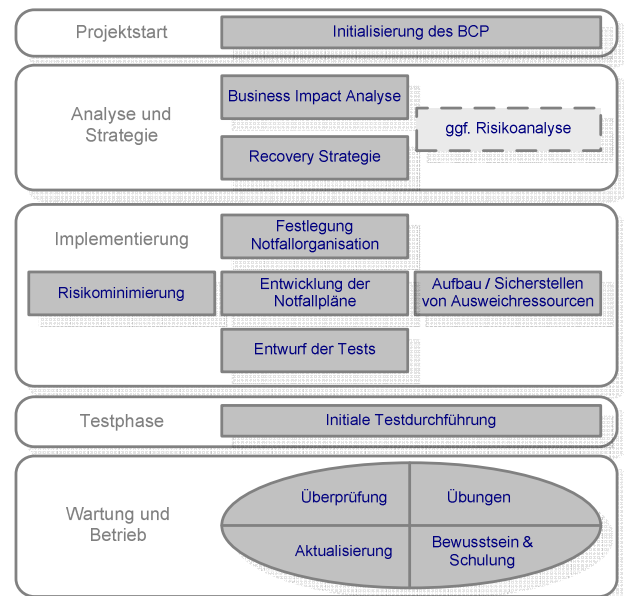 Projektstart
Initialisierung des BCP
Analyse und
Strategie
Business Impact Analyse
ggf. Risikoanalyse
Recovery Strategie
Implementierung
Festlegung
Notfallorganisation
Risikominimierung
Entwicklung der
Notfallpläne
Aufbau / Sicherstellen
von Ausweichressourcen
Entwurf der Tests
Testphase
Initiale Testdurchführung
Wartung und
Betrieb
Überprüfung
Übungen
Aktualisierung
Bewusstsein &
Schulung